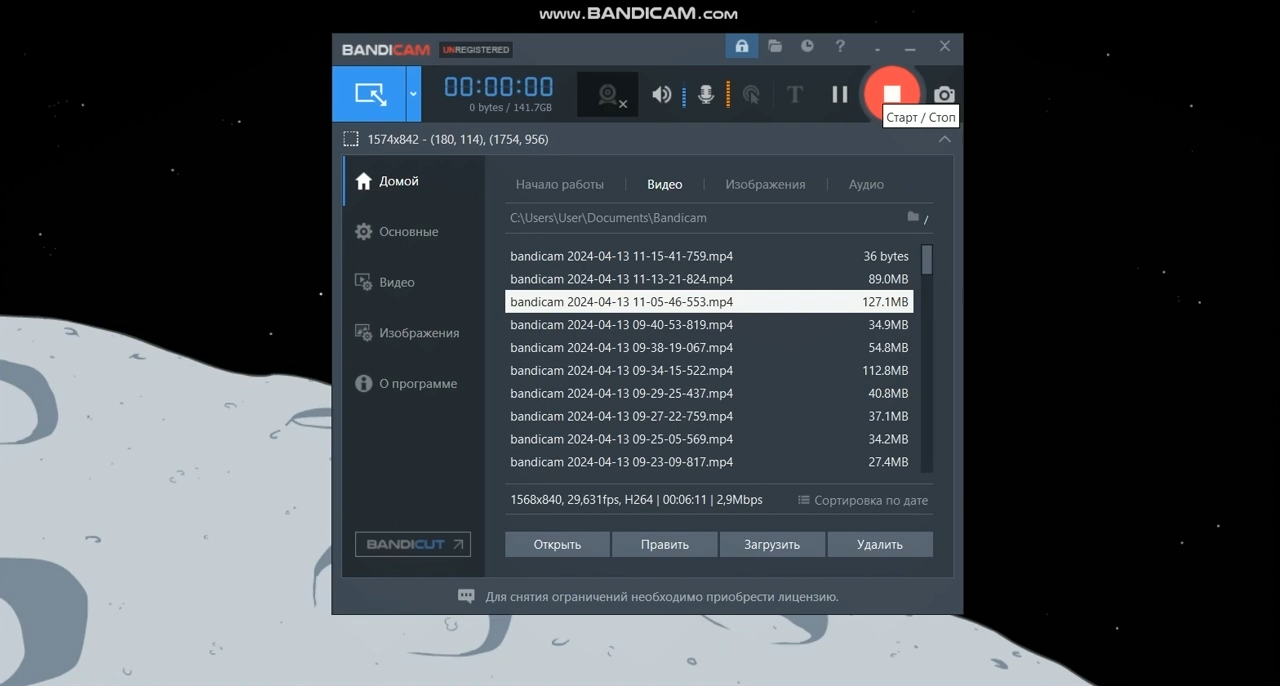 www.BANDICAM.com
BANDICAM UNREGISTERED
00:00:00
0 bytes / 141.7GB
Старт / Стоп
1574x842 - (180, 114), (1754, 956)
Домой
Основные
Видео
Изображения
О программе
BANDICUT
Начало работы Видео Изображения Аудио
C:\Users\User\Documents\Bandicam /
bandicam 2024-04-13 11-15-41-759.mp4 36 bytes
bandicam 2024-04-13 11-13-21-824.mp4 89.0MB
bandicam 2024-04-13 11-05-46-553.mp4 127.1MB
bandicam 2024-04-13 09-40-53-819.mp4 34.9MB
bandicam 2024-04-13 09-38-19-067.mp4 54.8MB
bandicam 2024-04-13 09-34-15-522.mp4 112.8MB
bandicam 2024-04-13 09-29-25-437.mp4 40.8MB
bandicam 2024-04-13 09-27-22-759.mp4 37.1MB
bandicam 2024-04-13 09-25-05-569.mp4 34.2MB
bandicam 2024-04-13 09-23-09-817.mp4 27.4MB
1568x840, 29,631fps, H264 | 00:06:11 | 2,9Mbps Сортировка по дате
Открыть Править Загрузить Удалить
Для снятия ограничений необходимо приобрести лицензию.